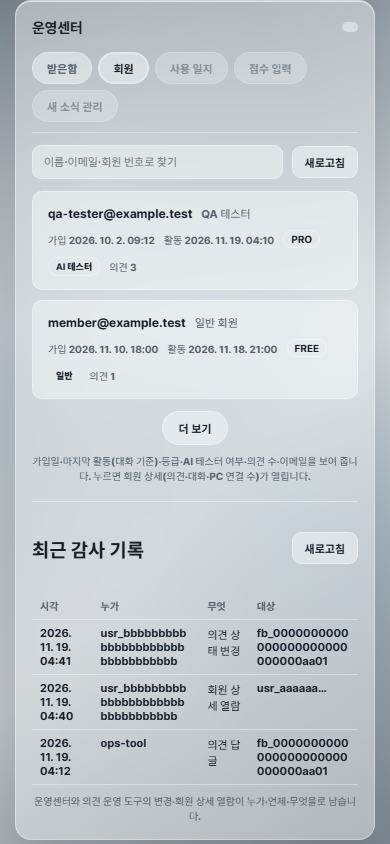 운영센터
받은함 회원 사용 일지 점수 입력
새 소식 관리
이름·이메일·회원 번호로 찾기 새로고침
qa-tester@example.test QA 테스터
가입 2026. 10. 2. 09:12 활동 2026. 11. 19. 04:10 PRO
AI 테스터 의견 3
member@example.test 일반 회원
가입 2026. 11. 10. 18:00 활동 2026. 11. 18. 21:00 FREE
일반 의견 1
더 보기
가입일·마지막 활동(대화 기준)·등급·AI 테스터 여부·의견 수·이메일을 보여 줍니
다. 누르면 회원 상세(의견·대화·PC 연결 수)가 열립니다.
최근 감사 기록 새로고침
시각 누가 무엇 대상
2026. usr_bbbbbbbbb 의견 상 fb_0000000000
11. 19. bbbbbbbbbbbbb 태 변경 0000000000000
04:41 bbbbbbbbbbb 000000aa01
2026. usr_bbbbbbbbb 회원 상 usr_aaaaaa…
11. 19. bbbbbbbbbbbbb 세 열람
04:40 bbbbbbbbbbb
2026. ops-tool 의견 답 fb_0000000000
11. 19. 글 0000000000000
04:12 000000aa01
운영센터와 의견 운영 도구의 변경·회원 상세 열람이 누가·언제·무엇을로 남습니
다.